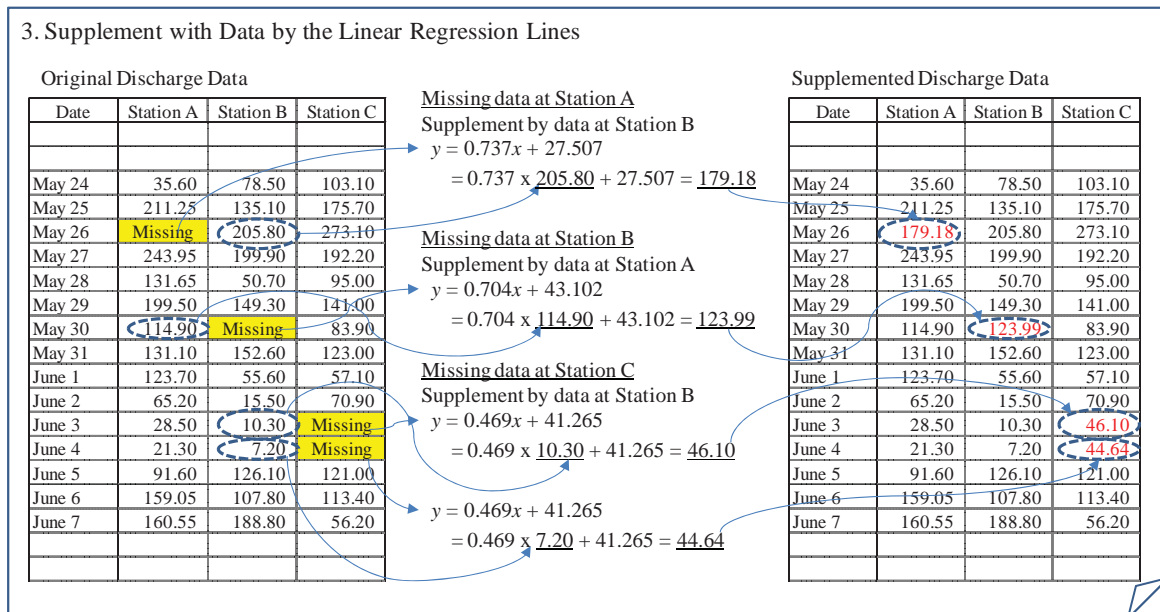 3. Supplement with Data by the Linear Regression Lines
Original Discharge Data
Date Station A Station B Station C
May 24 35.60 78.50 103.10
May 25 211.25 135.10 175.70
May 26 Missing 205.80 273.10
May 27 243.95 199.90 192.20
May 28 131.65 50.70 95.00
May 29 199.50 149.30 141.00
May 30 114.90 Missing 83.90
May 31 131.10 152.60 123.00
June 1 123.70 55.60 57.10
June 2 65.20 15.50 70.90
June 3 28.50 10.30 Missing
June 4 21.30 7.20 Missing
June 5 91.60 126.10 121.00
June 6 159.05 107.80 113.40
June 7 160.55 188.80 56.20
Missing data at Station A
Supplement by data at Station B
y = 0.737x + 27.507
= 0.737 x 205.80 + 27.507 = 179.18
Missing data at Station B
Supplement by data at Station A
y = 0.704x + 43.102
= 0.704 x 114.90 + 43.102 = 123.99
Missing data at Station C
Supplement by data at Station B
y = 0.469x + 41.265
= 0.469 x 10.30 + 41.265 = 46.10
y = 0.469x + 41.265
= 0.469 x 7.20 + 41.265 = 44.64
Supplemented Discharge Data
Date Station A Station B Station C
May 24 35.60 78.50 103.10
May 25 211.25 135.10 175.70
May 26 179.18 205.80 273.10
May 27 243.95 199.90 192.20
May 28 131.65 50.70 95.00
May 29 199.50 149.30 141.00
May 30 114.90 123.99 83.90
May 31 131.10 152.60 123.00
June 1 123.70 55.60 57.10
June 2 65.20 15.50 70.90
June 3 28.50 10.30 46.10
June 4 21.30 7.20 44.64
June 5 91.60 126.10 121.00
June 6 159.05 107.80 113.40
June 7 160.55 188.80 56.20